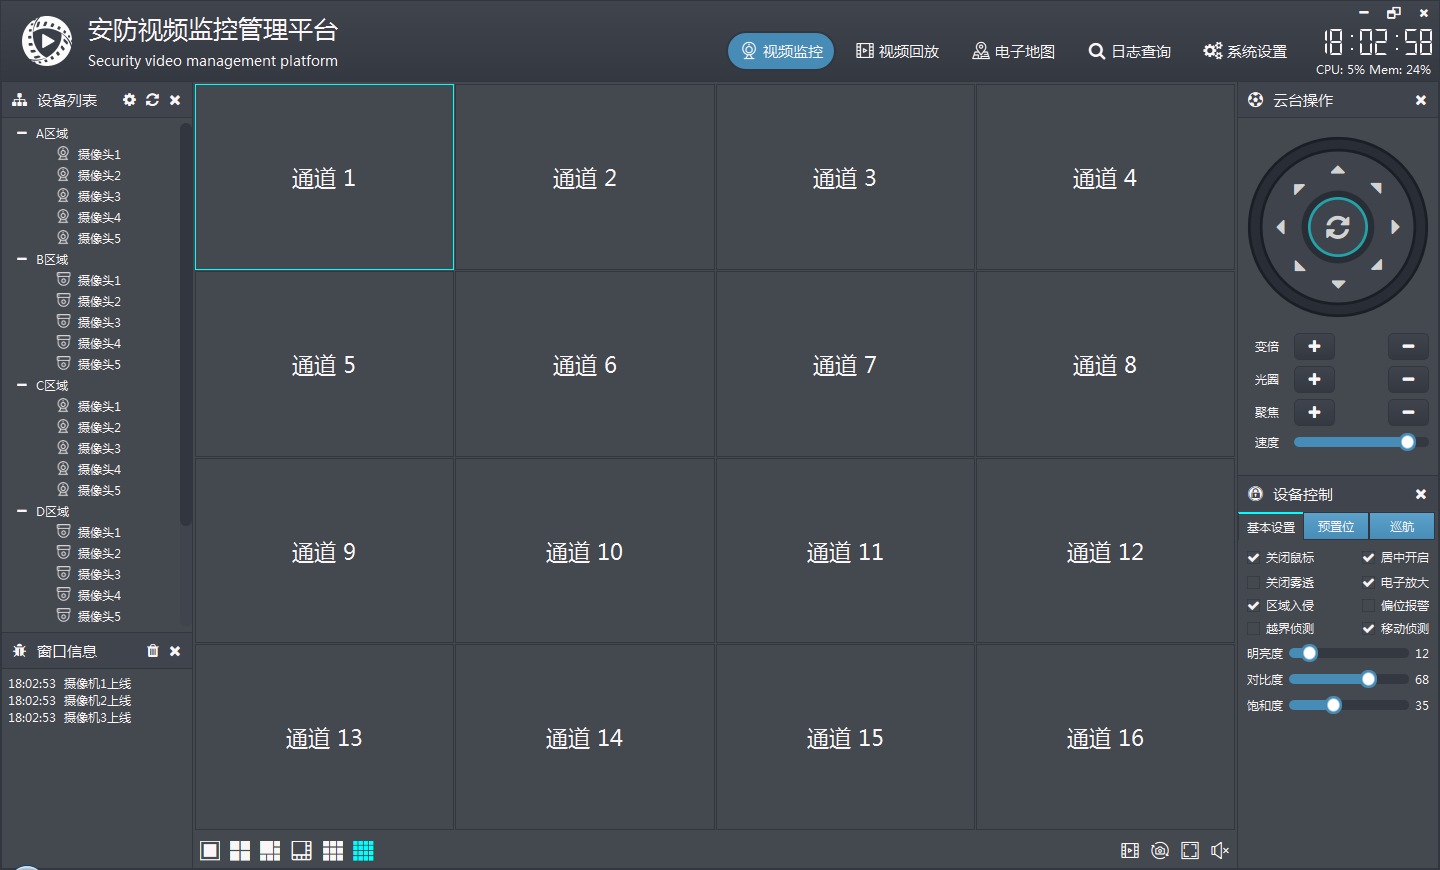 安防视频监控管理平台
Security video management platform
视频监控
视频回放
电子地图
日志查询
系统设置
18:02:58
CPU: 5% Mem: 24%
设备列表
A区域
摄像头1
摄像头2
摄像头3
摄像头4
摄像头5
B区域
摄像头1
摄像头2
摄像头3
摄像头4
摄像头5
C区域
摄像头1
摄像头2
摄像头3
摄像头4
摄像头5
D区域
摄像头1
摄像头2
摄像头3
摄像头4
摄像头5
窗口信息
18:02:53 摄像机1上线
18:02:53 摄像机2上线
18:02:53 摄像机3上线
通道 1
通道 2
通道 3
通道 4
通道 5
通道 6
通道 7
通道 8
通道 9
通道 10
通道 11
通道 12
通道 13
通道 14
通道 15
通道 16
云台操作
变倍
光圈
聚焦
速度
设备控制
基本设置
预置位
巡航
关闭鼠标
居中开启
关闭雾透
电子放大
区域入侵
偏位报警
越界侦测
移动侦测
明亮度 12
对比度 68
饱和度 35